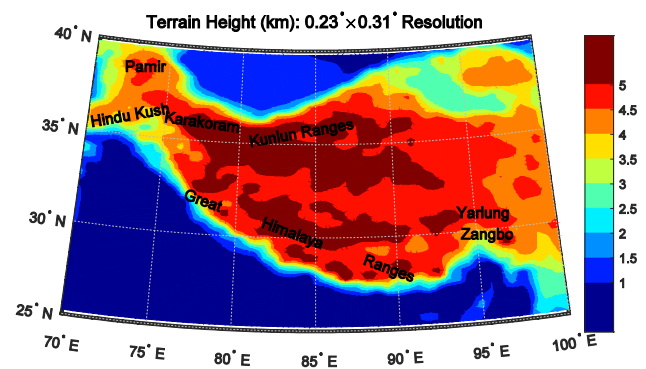 Terrain Height (km): 0.23°×0.31° Resolution
40° N
35° N
30° N
25° N
Pamir
Hindu Kush
Karakoram
Kunlun Ranges
Great
Himalaya
Ranges
Yarlung
Zangbo
70° E
75° E
80° E
85° E
90° E
95° E
100° E
5
4.5
4
3.5
3
2.5
2
1.5
1